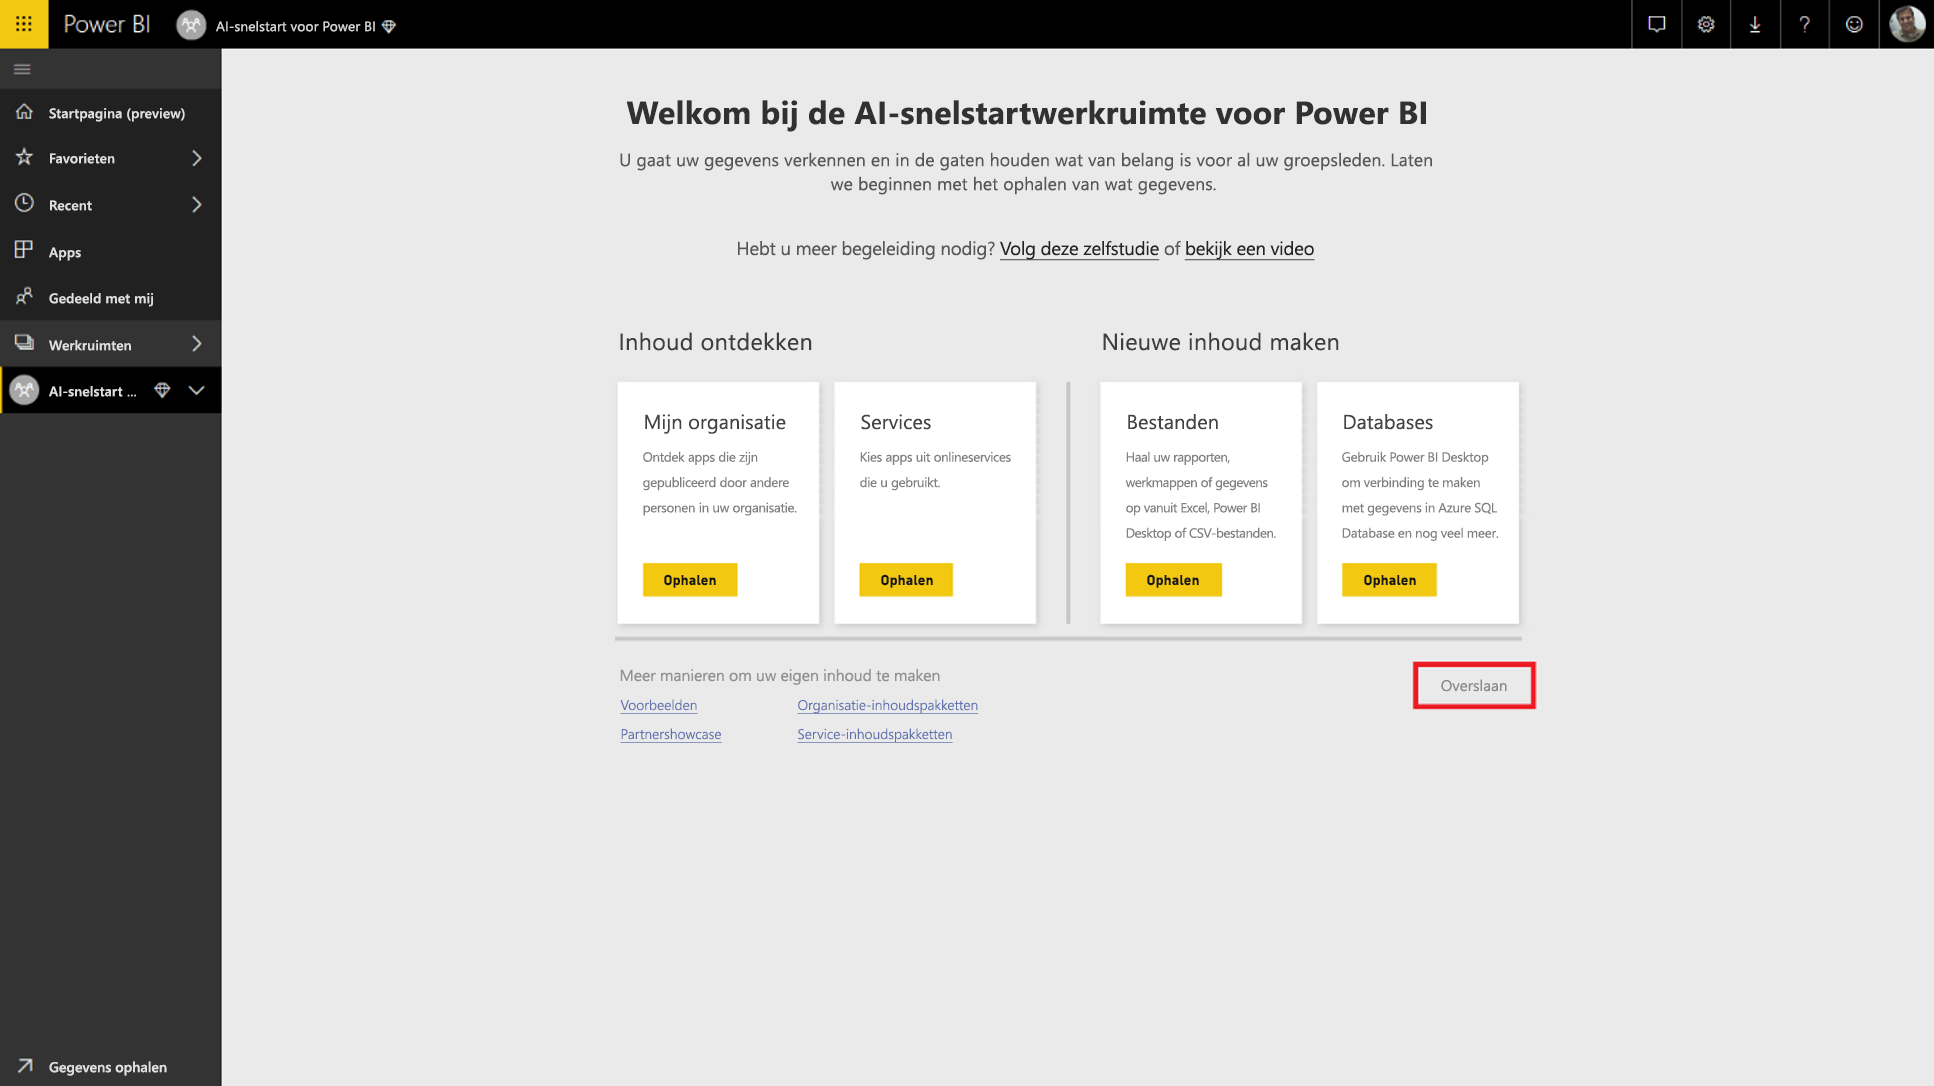 Power BI
AI-snelstart voor Power BI
?
Startpagina (preview)
Favorieten
Recent
Apps
Gedeeld met mij
Werkruimten
AI-snelstart ...
Gegevens ophalen
Welkom bij de AI-snelstartwerkruimte voor Power BI
U gaat uw gegevens verkennen en in de gaten houden wat van belang is voor al uw groepsleden. Laten
we beginnen met het ophalen van wat gegevens.
Hebt u meer begeleiding nodig? Volg deze zelfstudie of bekijk een video
Inhoud ontdekken
Mijn organisatie
Ontdek apps die zijn
gepubliceerd door andere
personen in uw organisatie.
Ophalen
Services
Kies apps uit onlineservices
die u gebruikt.
Ophalen
Nieuwe inhoud maken
Bestanden
Haal uw rapporten,
werkmappen of gegevens
op vanuit Excel, Power BI
Desktop of CSV-bestanden.
Ophalen
Databases
Gebruik Power BI Desktop
om verbinding te maken
met gegevens in Azure SQL
Database en nog veel meer.
Ophalen
Meer manieren om uw eigen inhoud te maken
Voorbeelden
Organisatie-inhoudspakketten
Partnershowcase
Service-inhoudspakketten
Overslaan